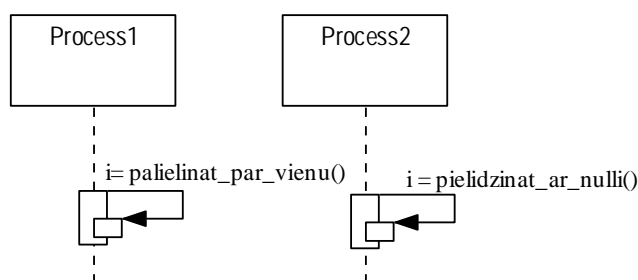 Process1
Process2
i= palielinat_par_vienu()
i = pielidzinat_ar_nulli()